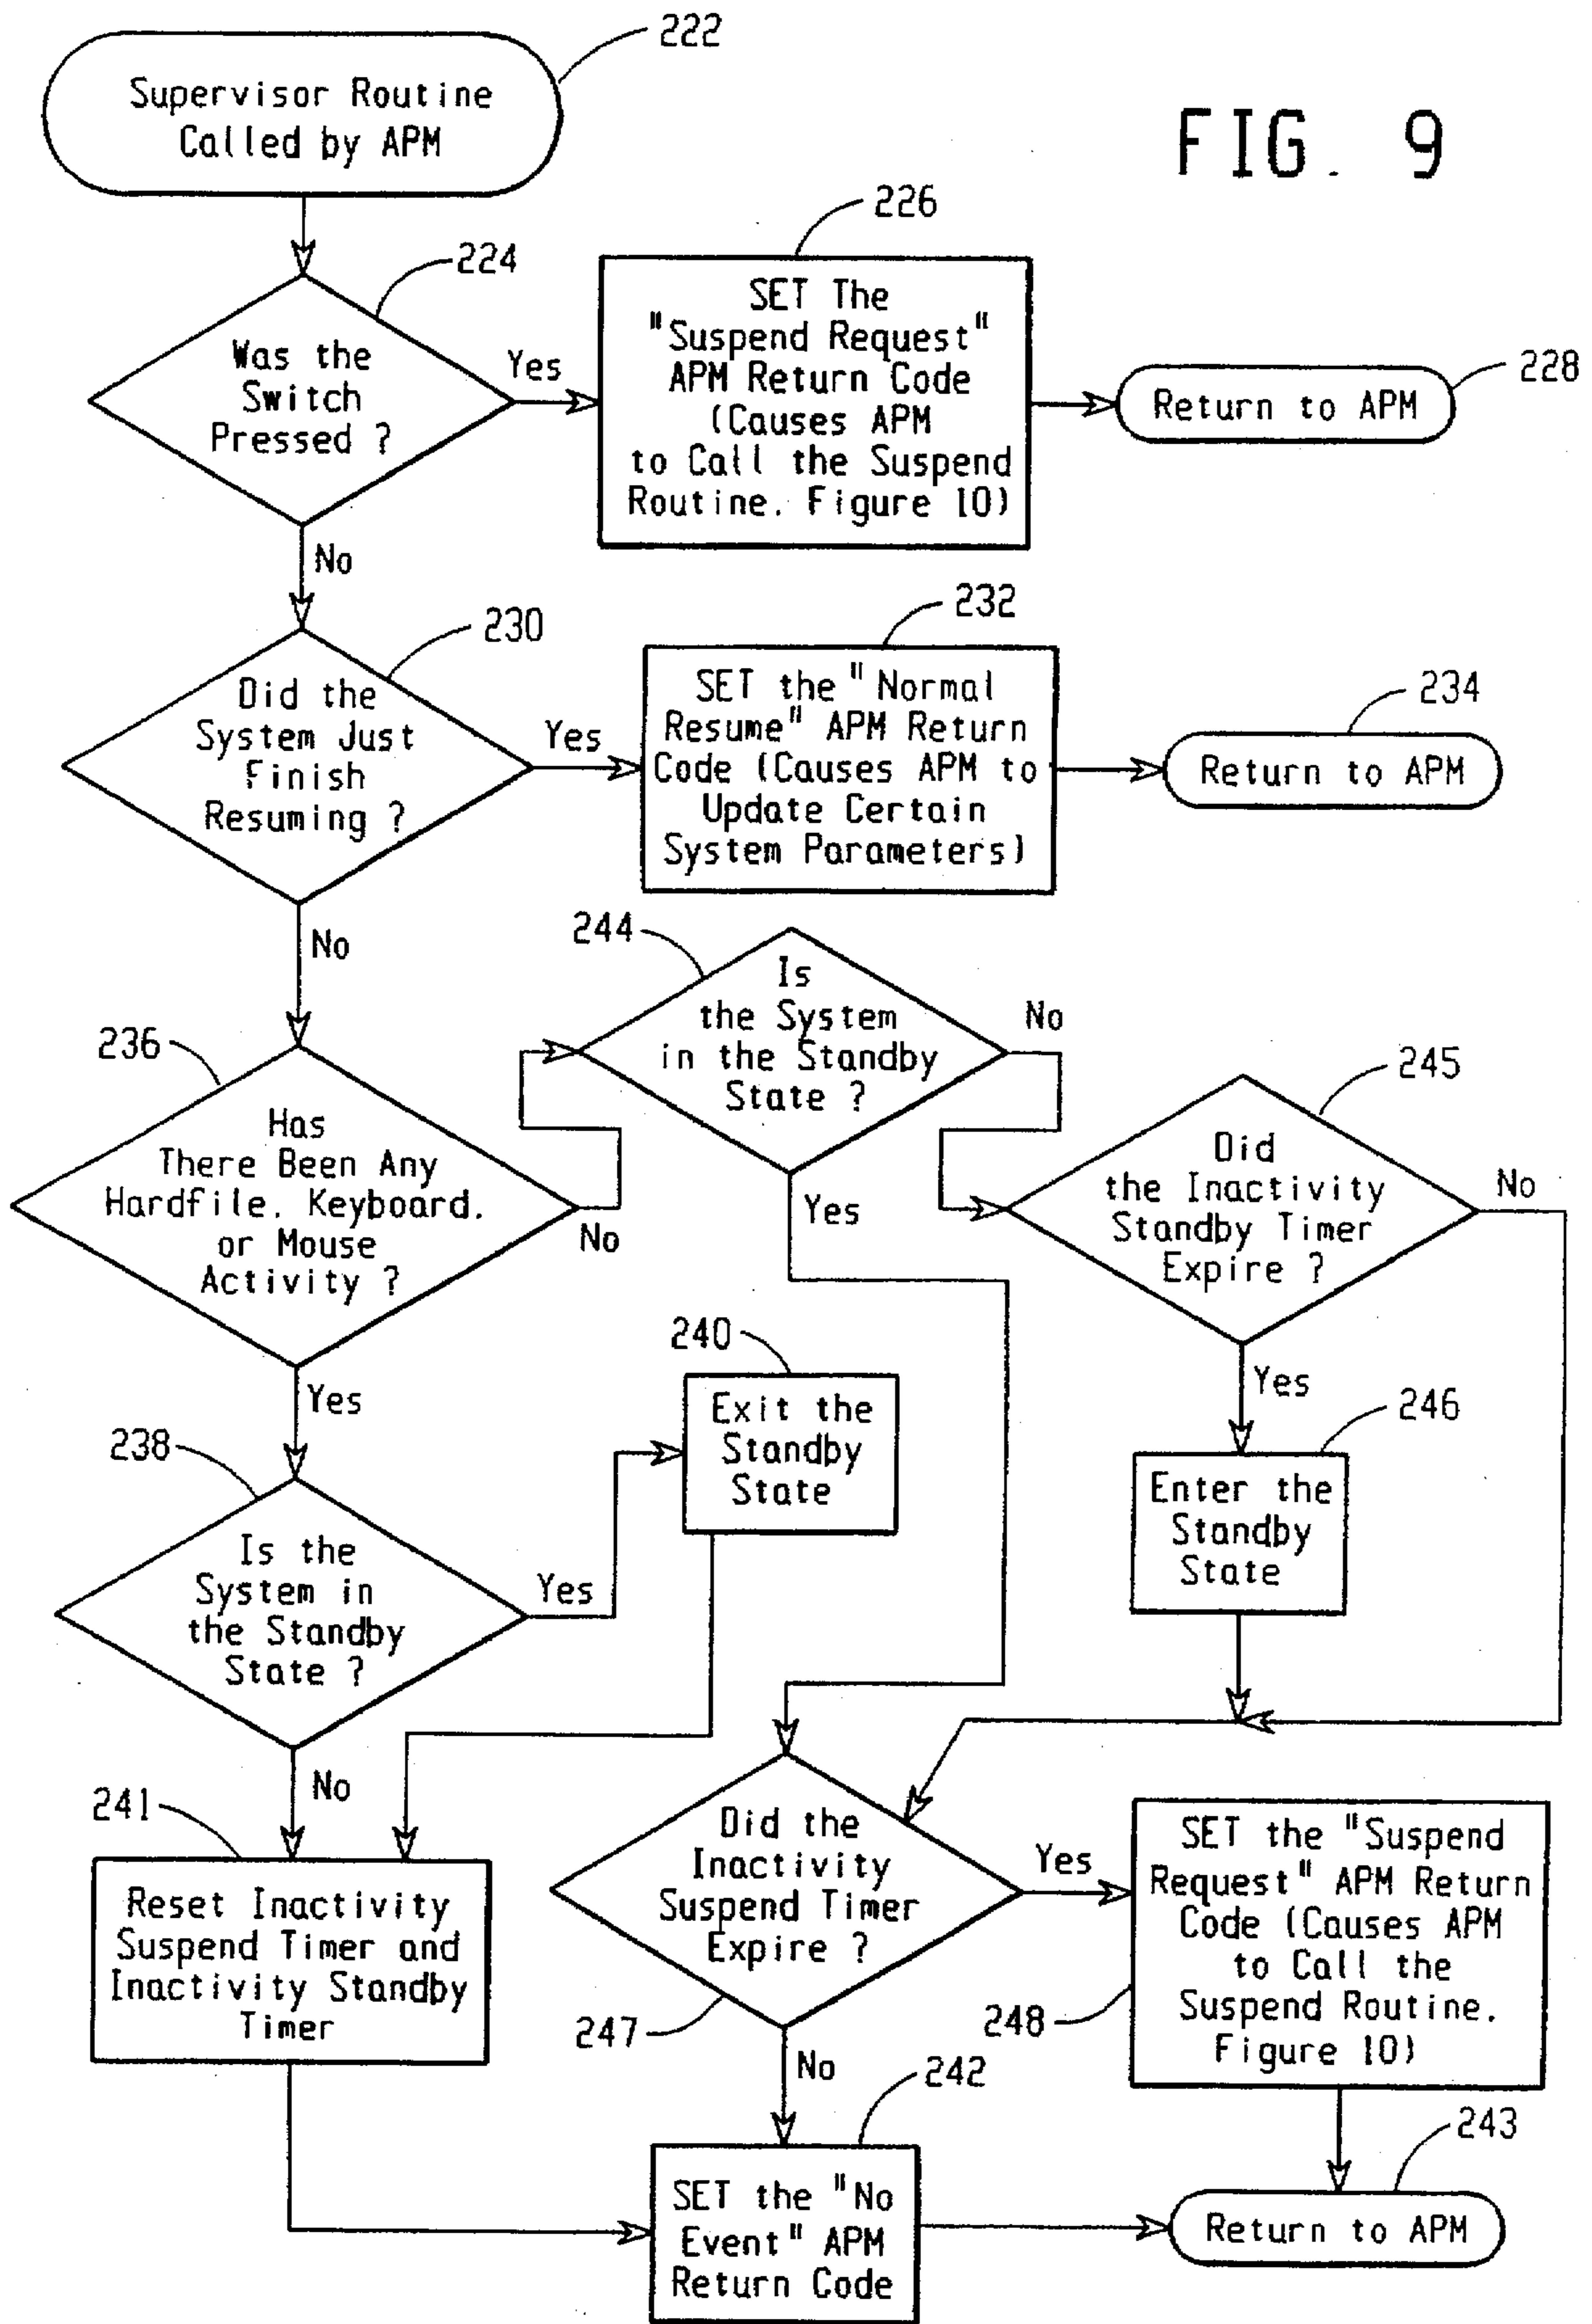 222
Supervisor Routine
Called by APM
FIG. 9
226
224
SET The
"Suspend Request"
APM Return Code
(Causes APM
to Call the Suspend
Routine. Figure 10)
Was the
Switch
Pressed ?
Yes
228
Return to APM
No
232
230
SET the "Normal
Resume" APM Return
Code (Causes APM to
Update Certain
System Parameters)
Did the
System Just
Finish
Resuming ?
Yes
234
Return to APM
No
244
Is
the System
in the Standby
State ?
No
Yes
236
Has
There Been Any
Hardfile. Keyboard.
or Mouse
Activity ?
No
Yes
245
Did
the Inactivity
Standby Timer
Expire ?
No
Yes
240
Exit the
Standby
State
246
Enter the
Standby
State
238
Is the
System in
the Standby
State ?
Yes
No
241
Reset Inactivity
Suspend Timer and
Inactivity Standby
Timer
Did the
Inactivity
Suspend Timer
Expire ?
Yes
247
No
SET the "Suspend
Request" APM Return
Code (Causes APM
to Call the
Suspend Routine.
Figure 10)
248
242
SET the "No
Event" APM
Return Code
243
Return to APM